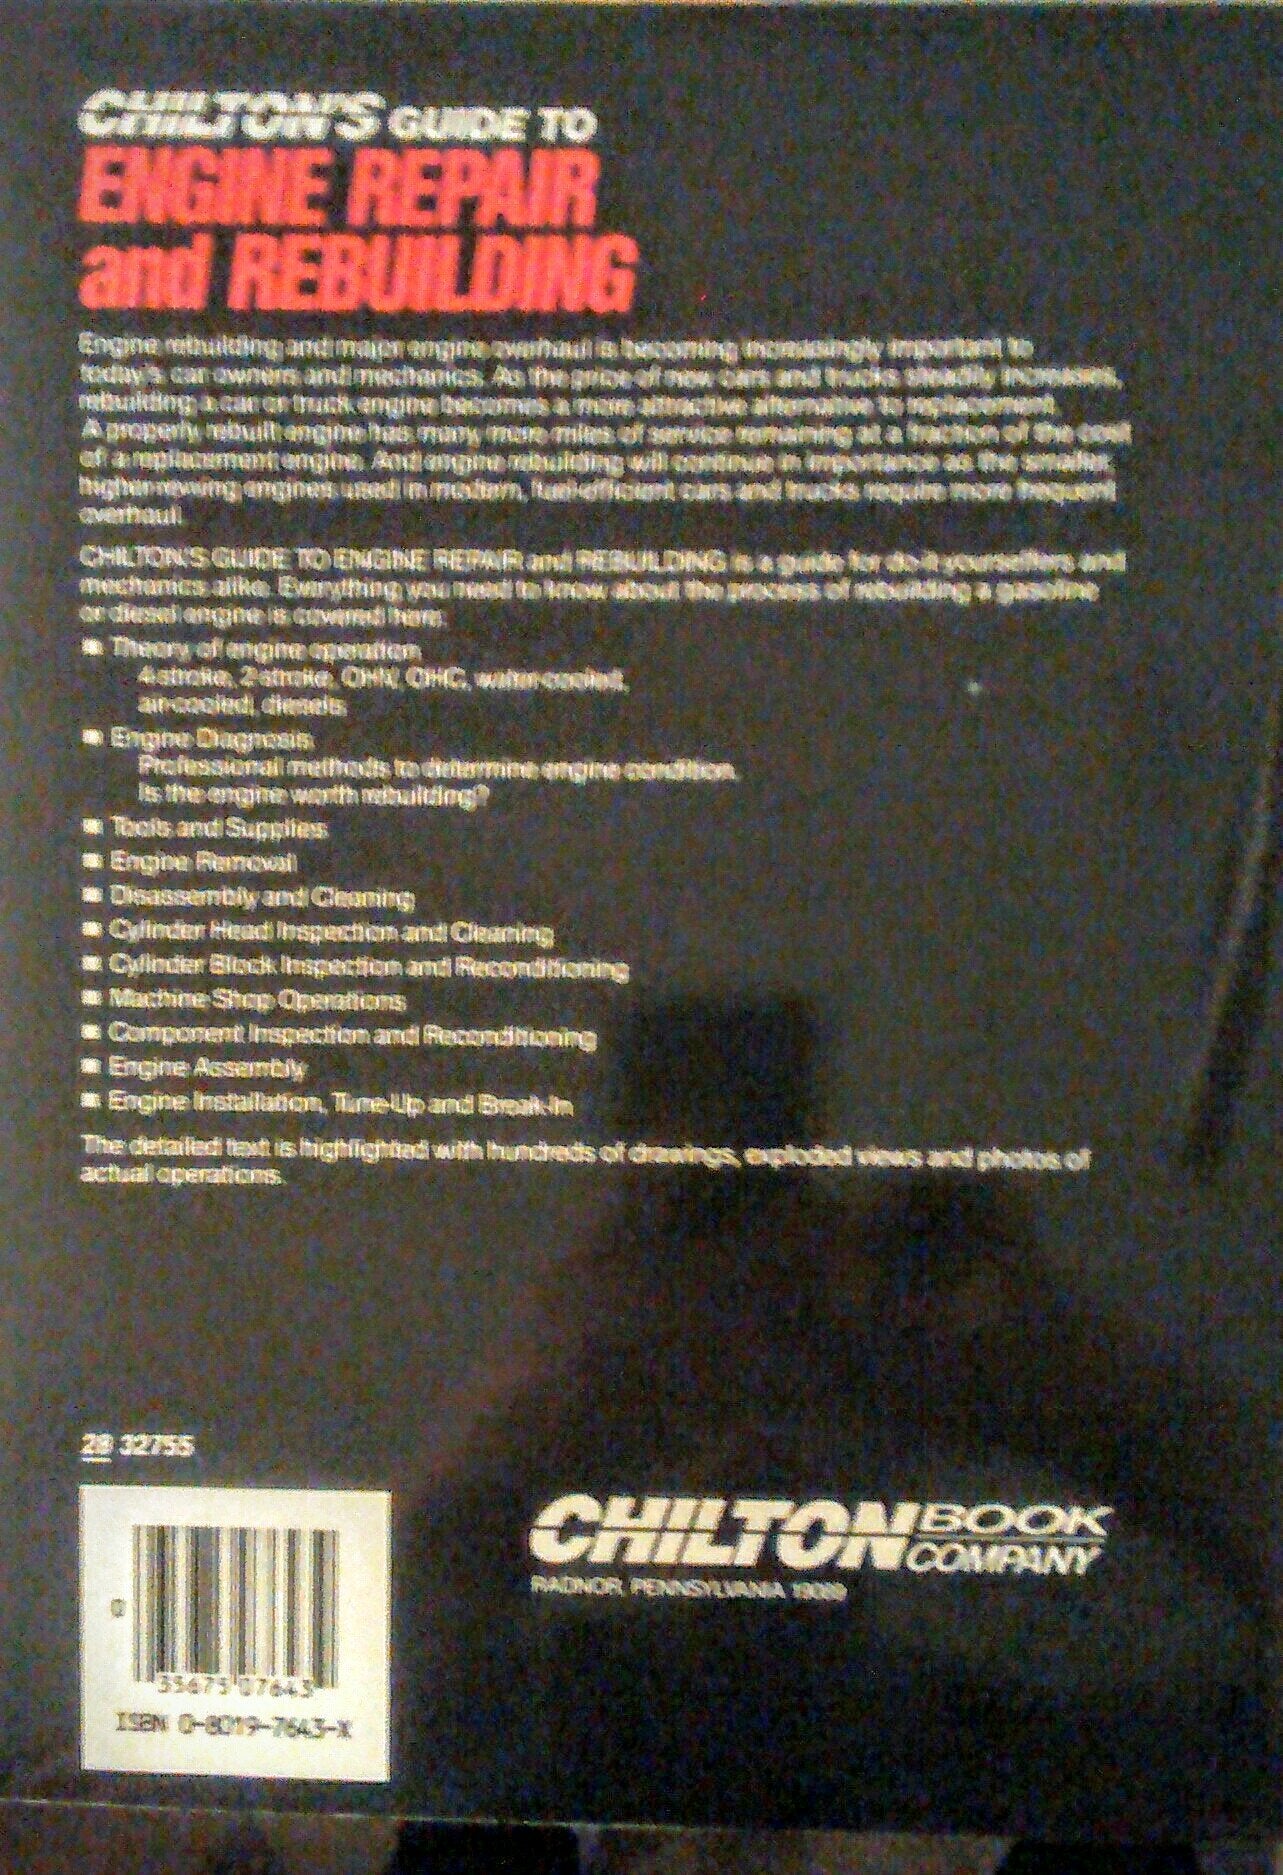 CHILTON'S GUIDE TO
ENGINE REPAIR
and REBUILDING
Engine rebuilding and major engine overhaul is becoming increasingly important to
today's car owners and mechanics. As the price of new cars and trucks steadily increases,
rebuilding a car or truck engine becomes a more attractive alternative to replacement.
A properly rebuilt engine has many more miles of service remaining at a fraction of the cost
of a replacement engine. And engine rebuilding will continue in importance as the smaller,
higher-revving engines used in modern, fuel-efficient cars and trucks require more frequent
overhaul.
CHILTON'S GUIDE TO ENGINE REPAIR and REBUILDING is a guide for do-it-yourselfers and
mechanics alike. Everything you need to know about the process of rebuilding a gasoline
or diesel engine is covered here.
■ Theory of engine operation
4-stroke, 2-stroke, OHV, OHC, water-cooled,
air-cooled, diesels
■ Engine Diagnosis
Professional methods to determine engine condition.
Is the engine worth rebuilding?
■ Tools and Supplies
■ Engine Removal
■ Disassembly and Cleaning
■ Cylinder Head Inspection and Cleaning
■ Cylinder Block Inspection and Reconditioning
■ Machine Shop Operations
■ Component Inspection and Reconditioning
■ Engine Assembly
■ Engine Installation, Tune-Up and Break-In
The detailed text is highlighted with hundreds of drawings, exploded views and photos of
actual operations.
28 32755
CHILTON BOOK
COMPANY
RADNOR, PENNSYLVANIA 19089
0
35675 07643
ISBN 0-8019-7643-X